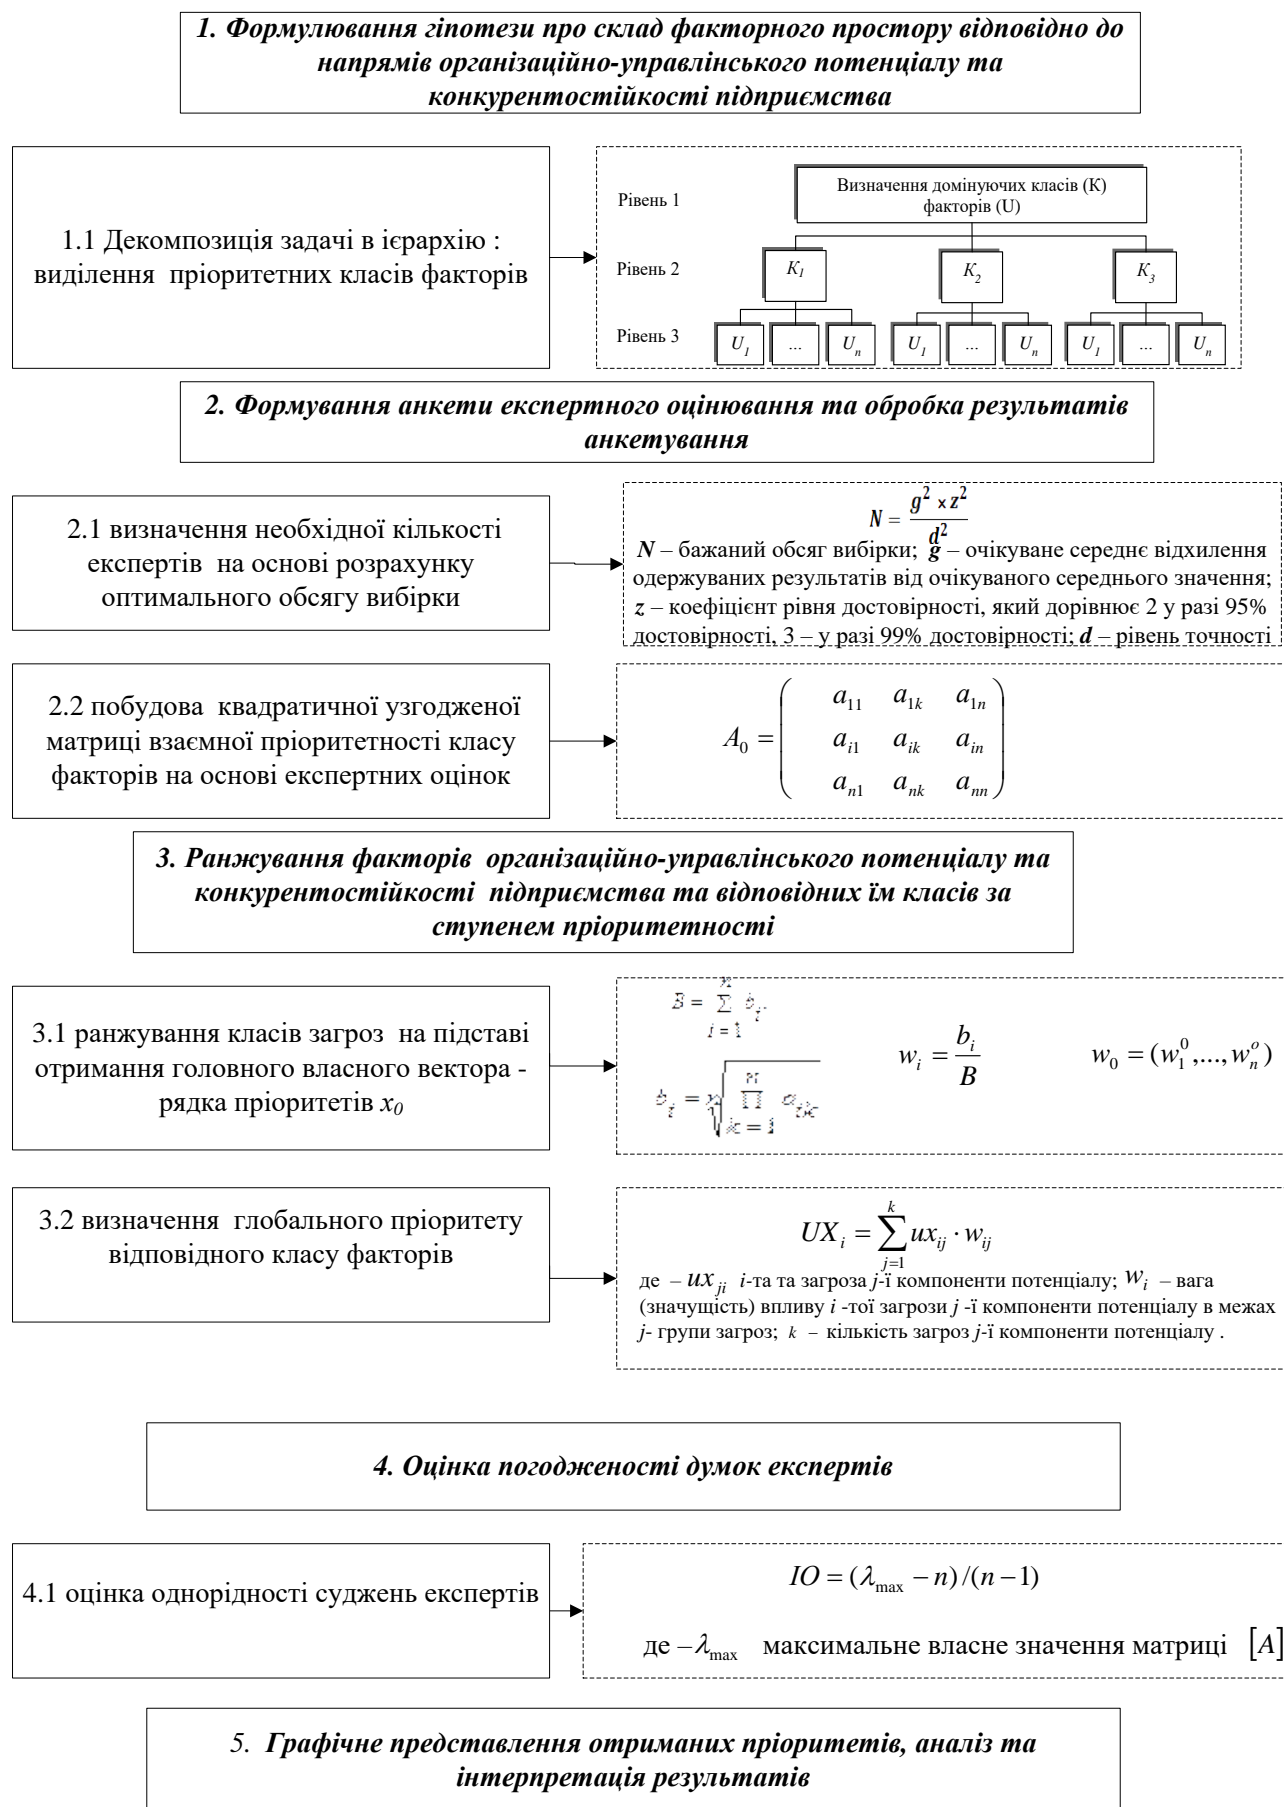 1. Формулювання гіпотези про склад факторного простору відповідно до
напрямів організаційно-управлінського потенціалу та
конкурентостійкості підприємства
1.1 Декомпозиція задачі в ієрархію :
виділення пріоритетних класів факторів
Рівень 1
Визначення домінуючих класів (К)
факторів (U)
Рівень 2
K1
K2
K3
Рівень 3
U1 ... Un U1 ... Un U1 ... Un
2. Формування анкети експертного оцінювання та обробка результатів
анкетування
2.1 визначення необхідної кількості
експертів на основі розрахунку
оптимального обсягу вибірки
N = g² × z² / d²
N – бажаний обсяг вибірки; g – очікуване середнє відхилення
одержуваних результатів від очікуваного середнього значення;
z – коефіцієнт рівня достовірності, який дорівнює 2 у разі 95%
достовірності, 3 – у разі 99% достовірності; d – рівень точності
2.2 побудова квадратичної узгодженої
матриці взаємної пріоритетності класу
факторів на основі експертних оцінок
a11 a1k a1n
A0 = ( ai1 aik ain )
an1 ank ann
3. Ранжування факторів організаційно-управлінського потенціалу та
конкурентостійкості підприємства та відповідних їм класів за
ступенем пріоритетності
3.1 ранжування класів загроз на підставі
отримання головного власного вектора -
рядка пріоритетів x0
B = n Σ i = 1 bi
bi = n√ n Π k = 1 aik
wi = bi / B
w0 = (w1^0,...,wn^o)
3.2 визначення глобального пріоритету
відповідного класу факторів
UXi = k Σ j=1 uxij · wij
де – uxji і-та та загроза j-ї компоненти потенціалу; wi – вага
(значущість) впливу i -тої загрози j -ї компоненти потенціалу в межах
j- групи загроз; k – кількість загроз j-ї компоненти потенціалу .
4. Оцінка погодженості думок експертів
4.1 оцінка однорідності суджень експертів
IO = (λmax – n)/(n – 1)
де – λmax максимальне власне значення матриці [A]
5. Графічне представлення отриманих пріоритетів, аналіз та
інтерпретація результатів